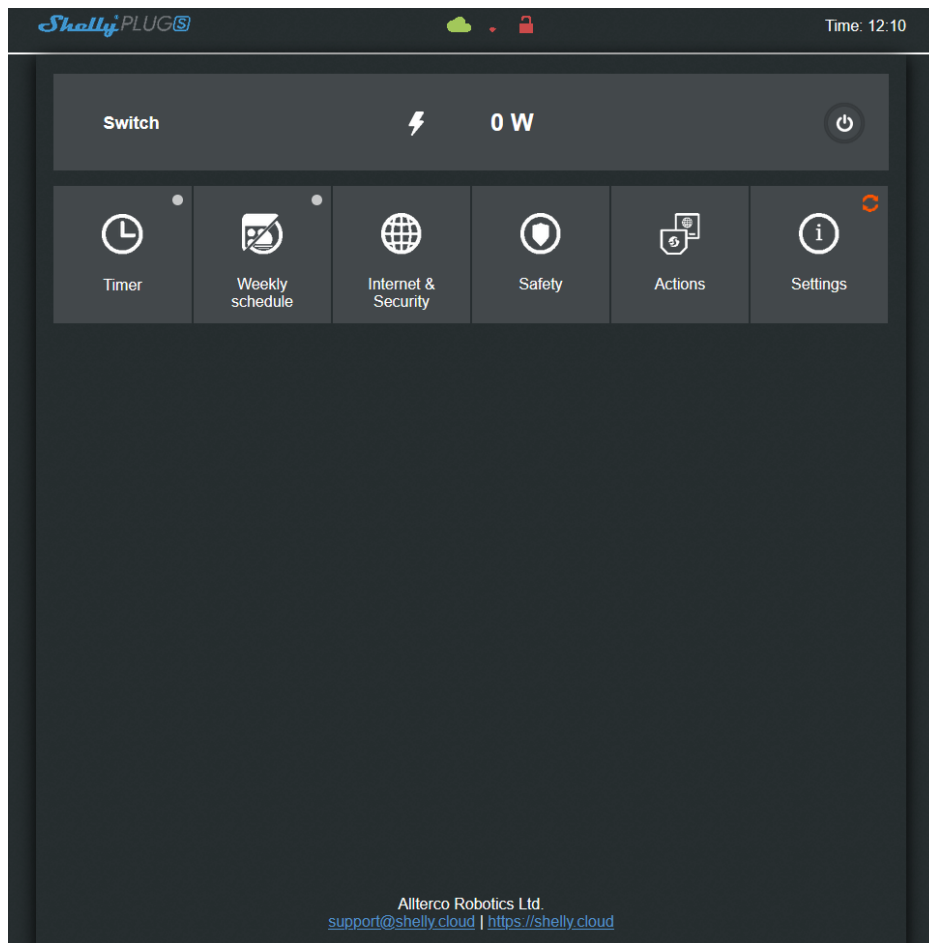 Shelly PLUG S
Time: 12:10
Switch
0 W
Timer
Weekly
schedule
Internet &
Security
Safety
Actions
Settings
Allterco Robotics Ltd.
support@shelly.cloud | https://shelly.cloud